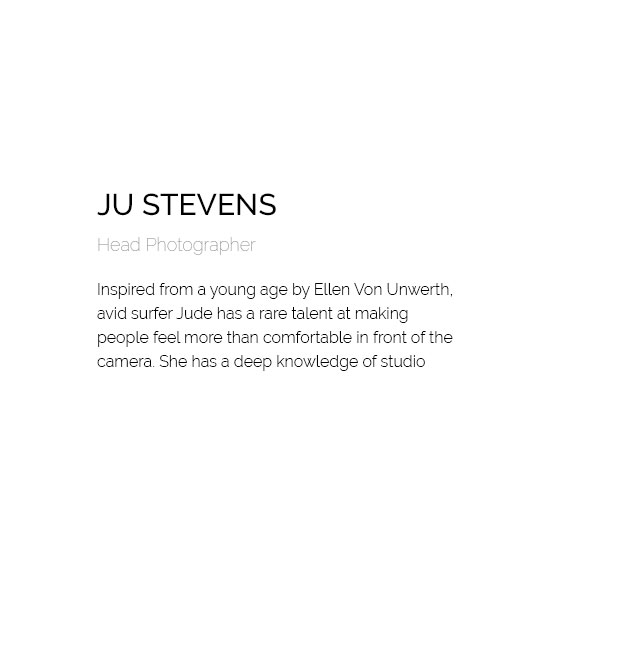 JU STEVENS
Head Photographer
Inspired from a young age by Ellen Von Unwerth,
avid surfer Jude has a rare talent at making
people feel more than comfortable in front of the
camera. She has a deep knowledge of studio